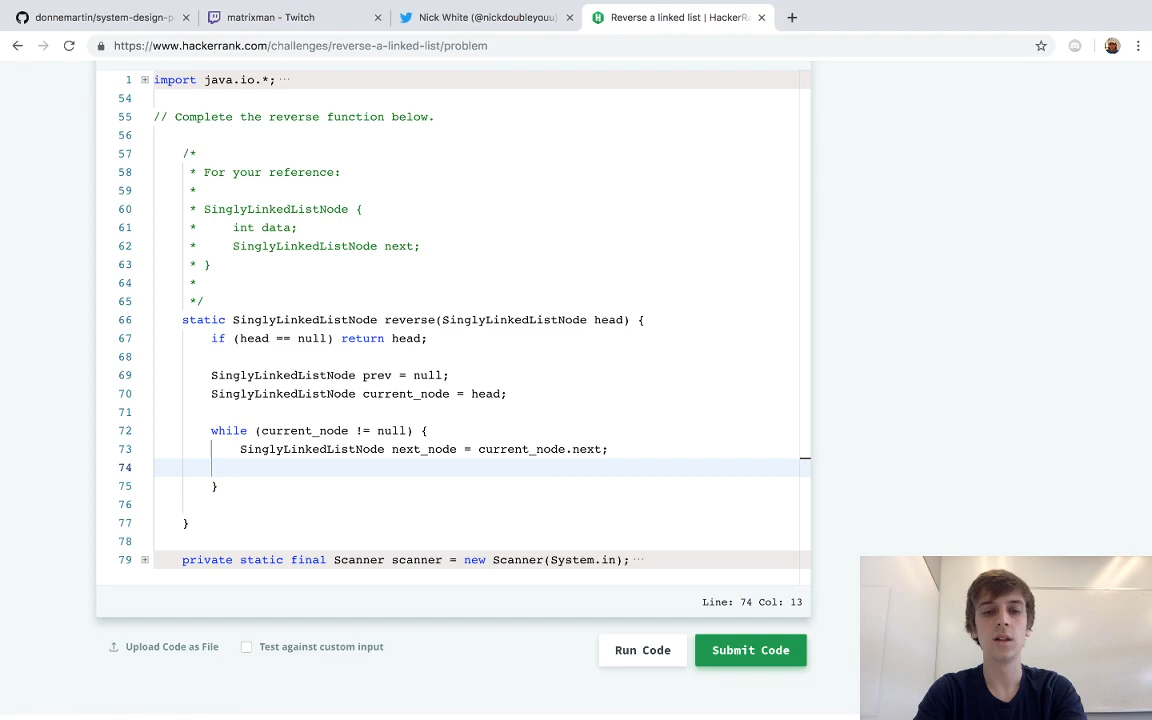 donnemartin/system-design-p
matrixman - Twitch
Nick White (@nickdoubleyouu)
Reverse a linked list | HackerRa
https://www.hackerrank.com/challenges/reverse-a-linked-list/problem
1 import java.io.*; ...
54
55 // Complete the reverse function below.
56
57 /*
58 * For your reference:
59 *
60 * SinglyLinkedListNode {
61 * int data;
62 * SinglyLinkedListNode next;
63 * }
64 *
65 */
66 static SinglyLinkedListNode reverse(SinglyLinkedListNode head) {
67 if (head == null) return head;
68
69 SinglyLinkedListNode prev = null;
70 SinglyLinkedListNode current_node = head;
71
72 while (current_node != null) {
73 SinglyLinkedListNode next_node = current_node.next;
74
75 }
76
77 }
78
79 private static final Scanner scanner = new Scanner(System.in); ...
Line: 74 Col: 13
Upload Code as File
Test against custom input
Run Code
Submit Code